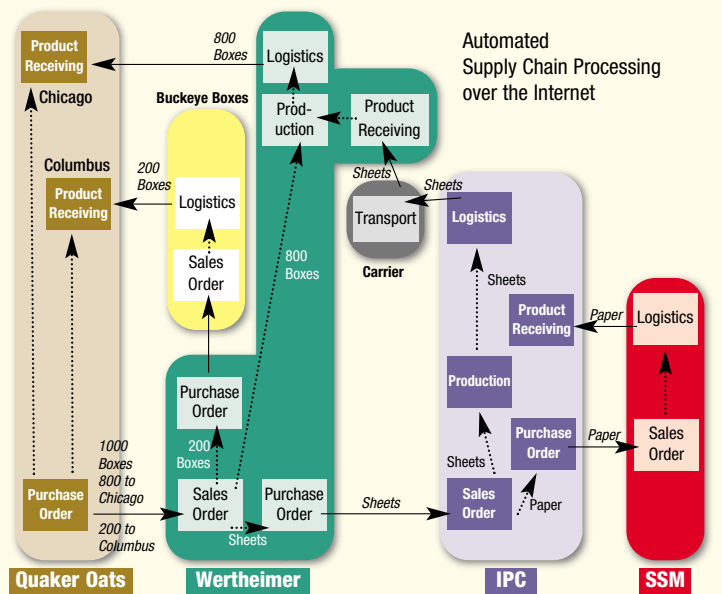 Automated
Supply Chain Processing
over the Internet
Product
Receiving
Chicago
800
Boxes
Logistics
Prod-
uction
Product
Receiving
Buckeye Boxes
Columbus
Product
Receiving
200
Boxes
Logistics
Sales
Order
Sheets
Sheets
Transport
Carrier
Logistics
800
Boxes
Sheets
Product
Receiving
Paper
Logistics
Production
Purchase
Order
200
Boxes
Purchase
Order
Paper
Sales
Order
Sheets
1000
Boxes
800 to
Chicago
200 to
Columbus
Purchase
Order
Sales
Order
Sheets
Purchase
Order
Sheets
Sales
Order
Paper
Quaker Oats
Wertheimer
IPC
SSM